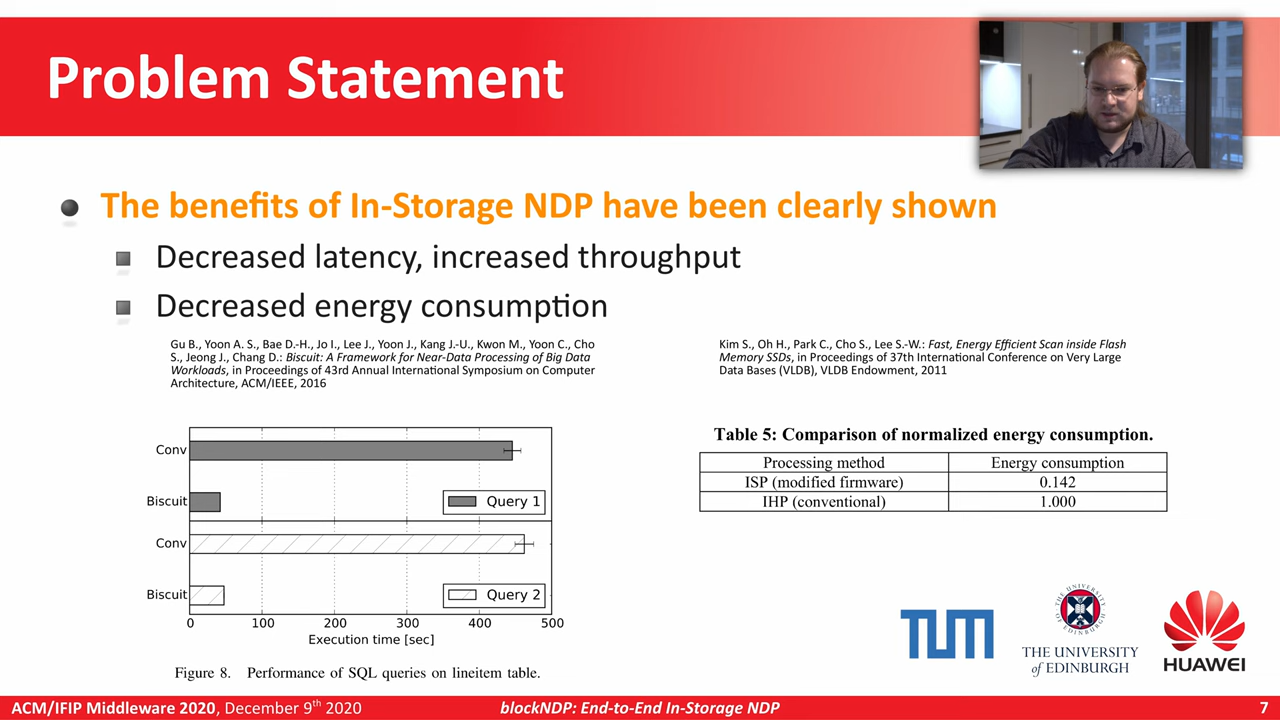 Problem Statement
The benefits of In-Storage NDP have been clearly shown
Decreased latency, increased throughput
Decreased energy consumption
Gu B., Yoon A. S., Bae D.-H., Jo I., Lee J., Yoon J., Kang J.-U., Kwon M., Yoon C., Cho
S., Jeong J., Chang D.: Biscuit: A Framework for Near-Data Processing of Big Data
Workloads, in Proceedings of 43rd Annual International Symposium on Computer
Architecture, ACM/IEEE, 2016
Kim S., Oh H., Park C., Cho S., Lee S.-W.: Fast, Energy Efficient Scan inside Flash
Memory SSDs, in Proceedings of 37th International Conference on Very Large
Data Bases (VLDB), VLDB Endowment, 2011
Conv
Biscuit
Query 1
Conv
Biscuit
Query 2
0 100 200 300 400 500
Execution time [sec]
Figure 8. Performance of SQL queries on lineitem table.
Table 5: Comparison of normalized energy consumption.
Processing method Energy consumption
ISP (modified firmware) 0.142
IHP (conventional) 1.000
TUM
THE UNIVERSITY OF EDINBURGH
THE UNIVERSITY
of EDINBURGH
HUAWEI
ACM/IFIP Middleware 2020, December 9th 2020 blockNDP: End-to-End In-Storage NDP 7